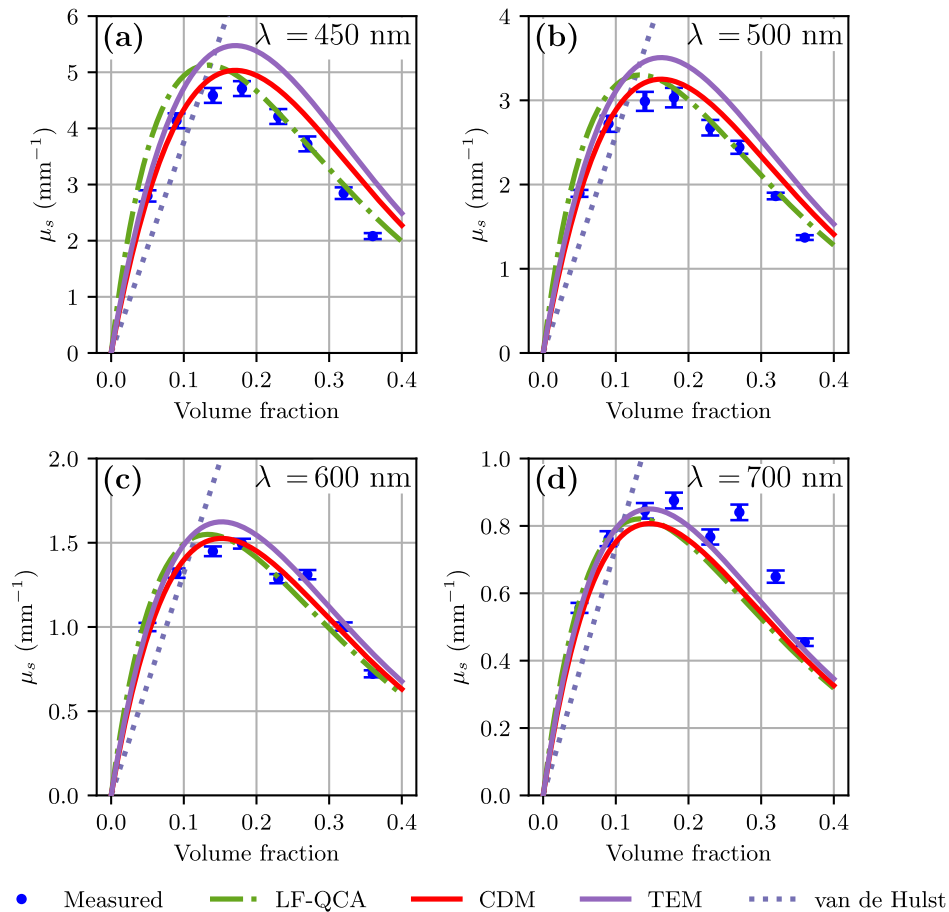 (a) λ = 450 nm
6
5
4
3
2
1
0
μs (mm⁻¹)
0.0 0.1 0.2 0.3 0.4
Volume fraction
(b) λ = 500 nm
4
3
2
1
0
μs (mm⁻¹)
0.0 0.1 0.2 0.3 0.4
Volume fraction
(c) λ = 600 nm
2.0
1.5
1.0
0.5
0.0
μs (mm⁻¹)
0.0 0.1 0.2 0.3 0.4
Volume fraction
(d) λ = 700 nm
1.0
0.8
0.6
0.4
0.2
0.0
μs (mm⁻¹)
0.0 0.1 0.2 0.3 0.4
Volume fraction
Measured LF-QCA CDM TEM van de Hulst